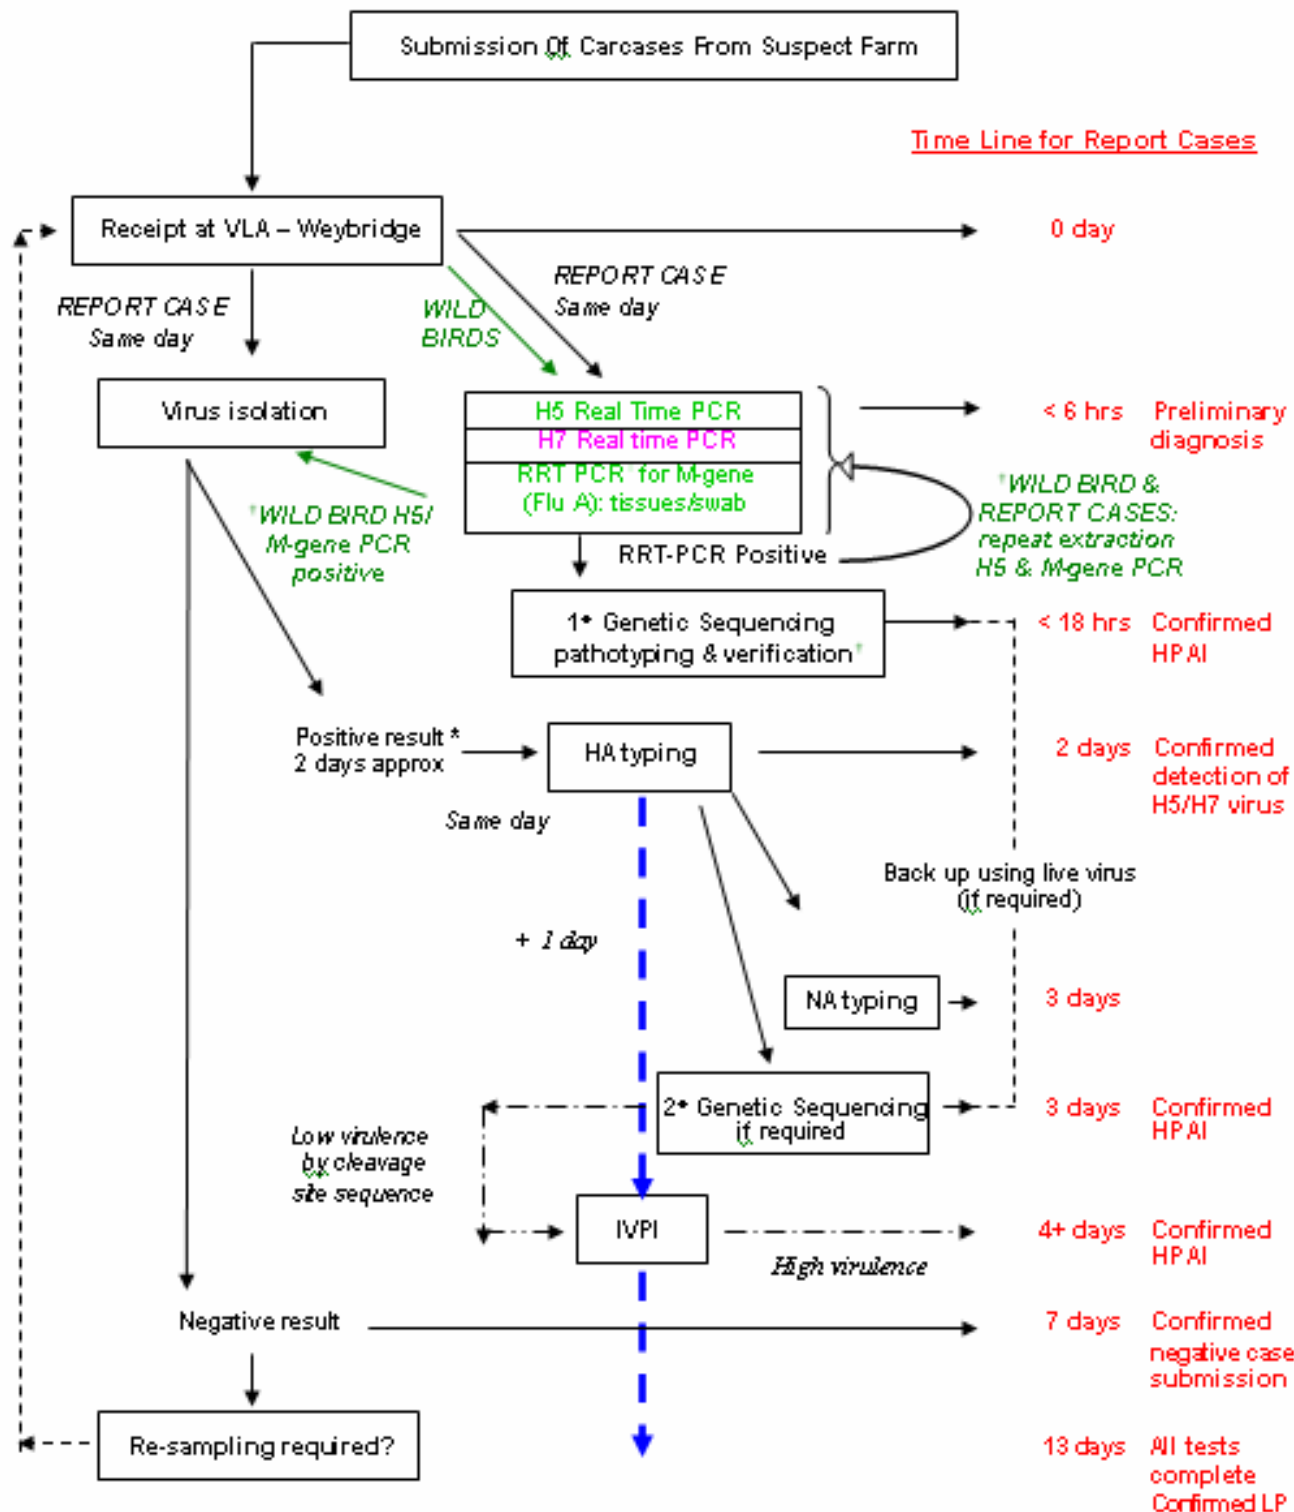 Submission Of Carcases From Suspect Farm
Time Line for Report Cases
Receipt at VLA – Weybridge
0 day
REPORT CASE
Same day
WILD
BIRDS
REPORT CASE
Same day
Virus isolation
H5 Real Time PCR
H7 Real time PCR
RRT PCR for M-gene
(Flu A): tissues/swab
< 6 hrs Preliminary
diagnosis
†WILD BIRD H5/
M-gene PCR
positive
RRT-PCR Positive
†WILD BIRD &
REPORT CASES:
repeat extraction
H5 & M-gene PCR
1° Genetic Sequencing
pathotyping & verification†
< 18 hrs Confirmed
HPAI
Positive result *
2 days approx
HA typing
2 days Confirmed
detection of
H5/H7 virus
Same day
Back up using live virus
(if required)
+ 1 day
NA typing
3 days
2° Genetic Sequencing
if required
3 days Confirmed
HPAI
Low virulence
by cleavage
site sequence
IVPI
High virulence
4+ days Confirmed
HPAI
Negative result
7 days Confirmed
negative case
submission
Re-sampling required?
13 days All tests
complete
Confirmed LP